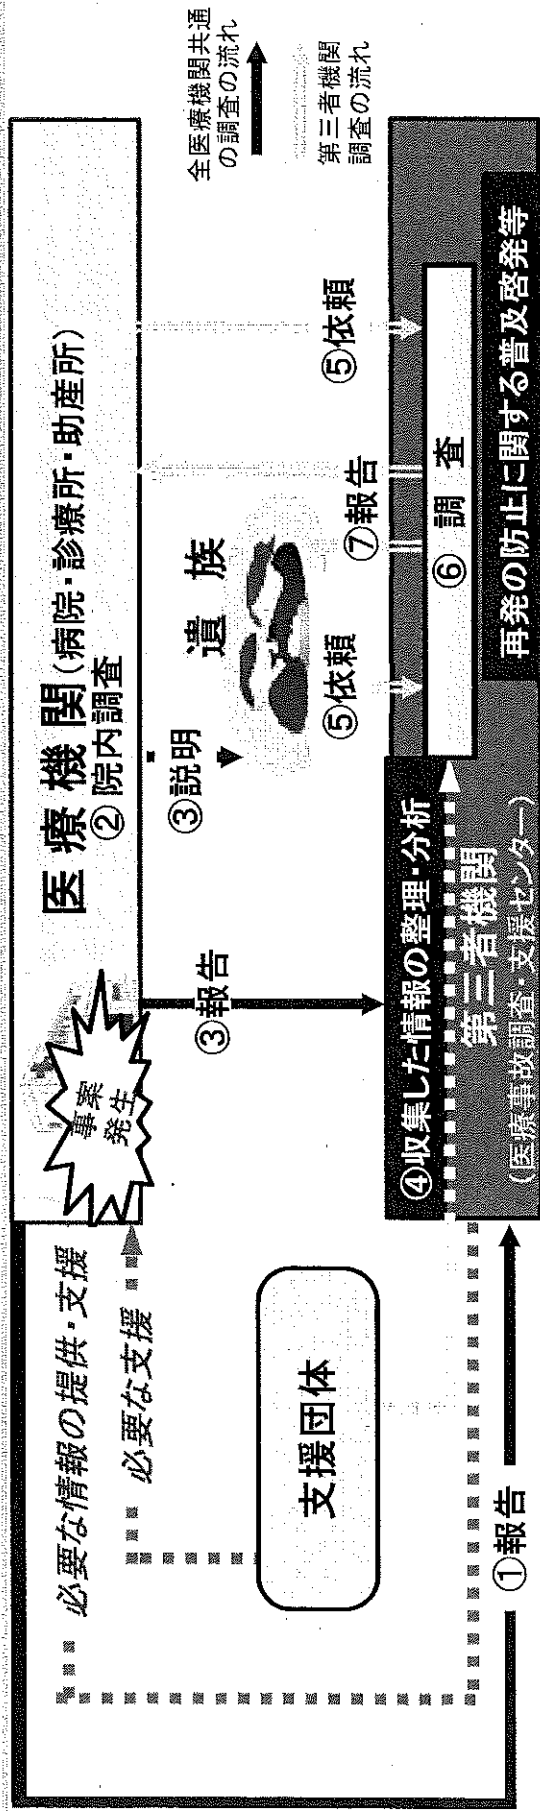 医療機関(病院・診療所・助産所)
②院内調査
事案
発生
全医療機関共通
の調査の流れ
第三者機関
調査の流れ
必要な情報の提供・支援
必要な支援
支援団体
①報告
③報告
③説明
遺族
⑤依頼
⑦報告
⑤依頼
④収集した情報の整理・分析
⑥調査
第三者機関
(医療事故調査・支援センター)
再発の防止に関する普及啓発等